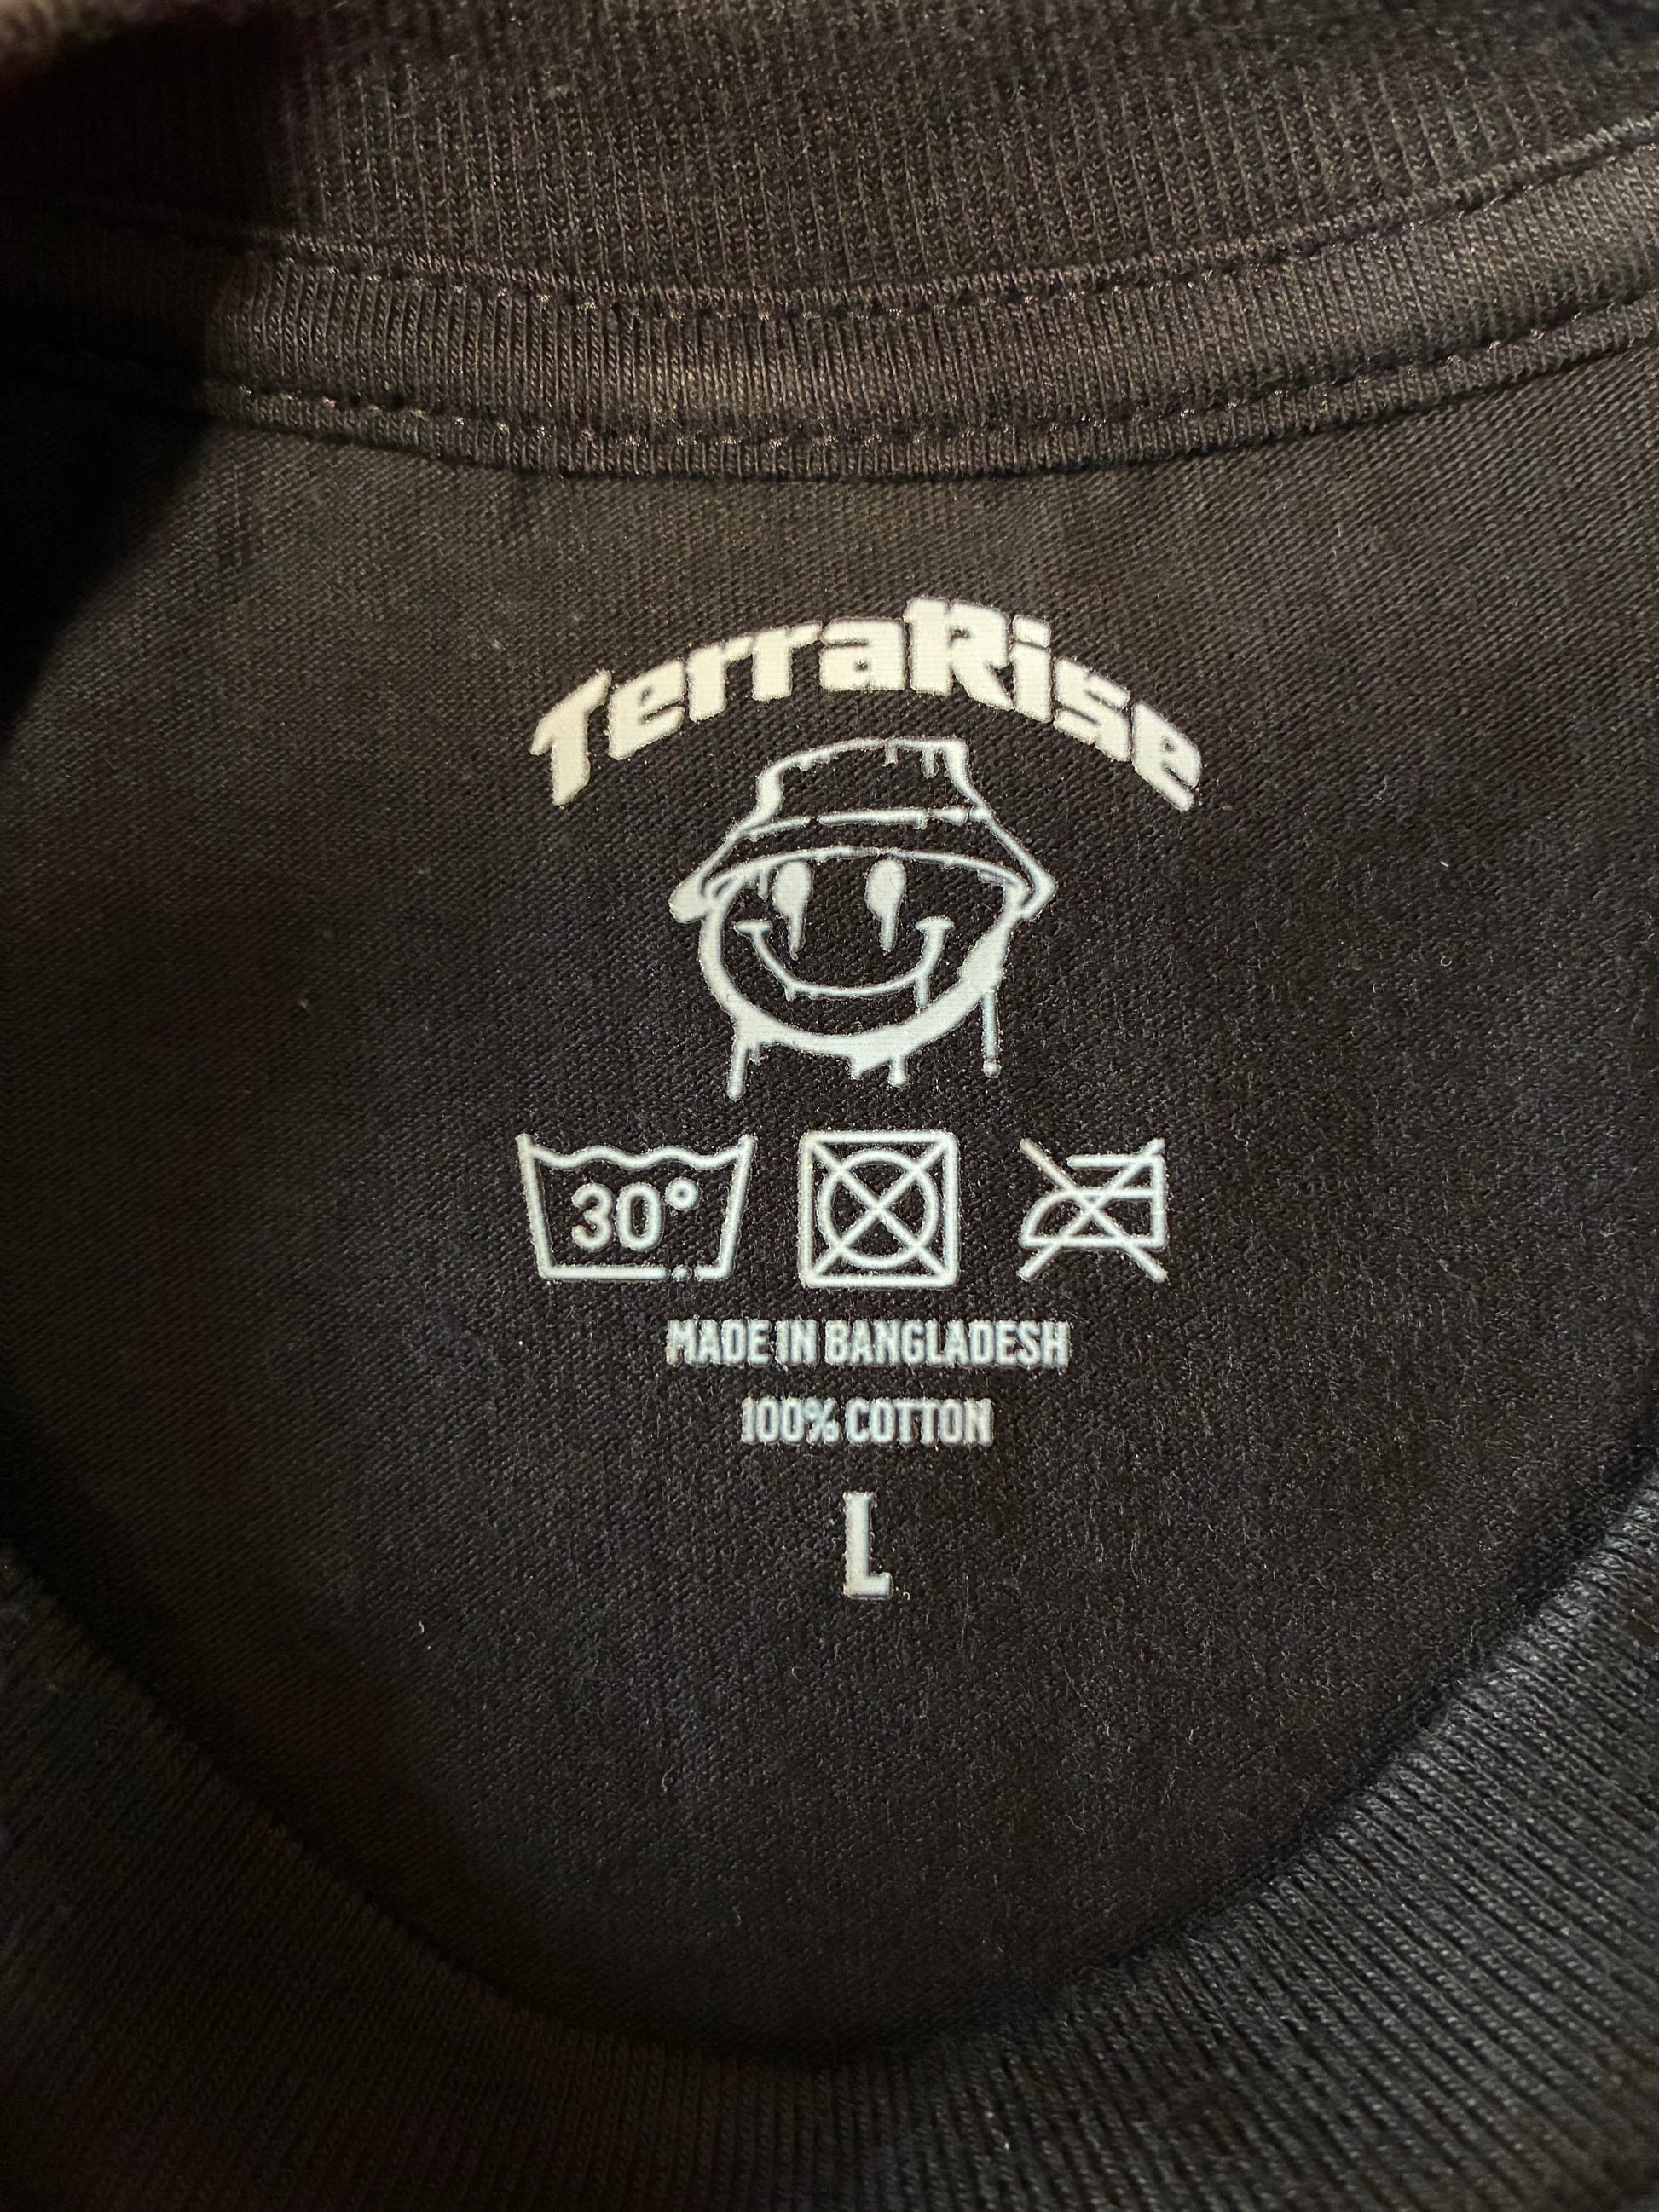 TerraRise
30°
MADE IN BANGLADESH
100% COTTON
L